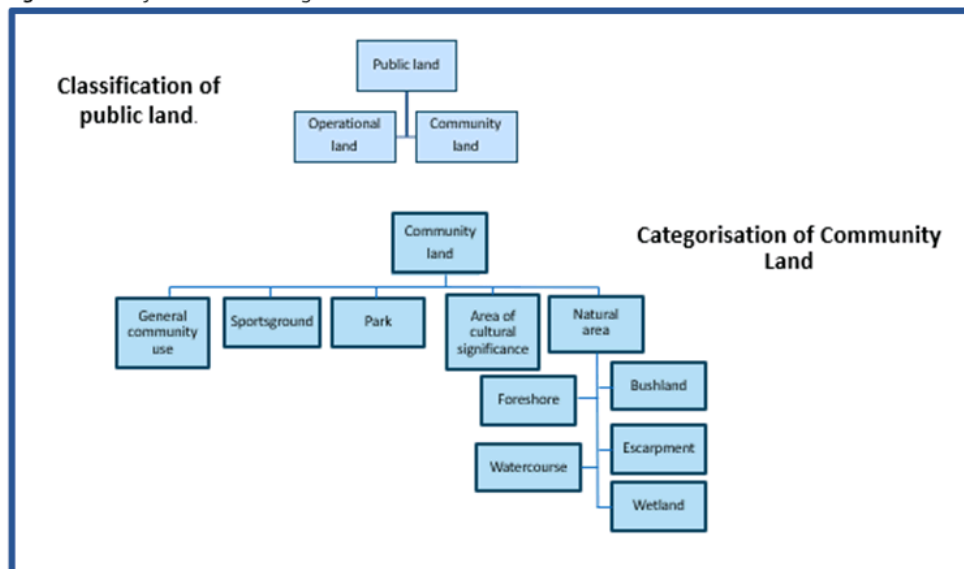 Classification of
public land.
Public land
Operational
land
Community
land
Categorisation of Community
Land
Community
land
General
community
use
Sportsground
Park
Area of
cultural
significance
Natural
area
Foreshore
Bushland
Watercourse
Escarpment
Wetland